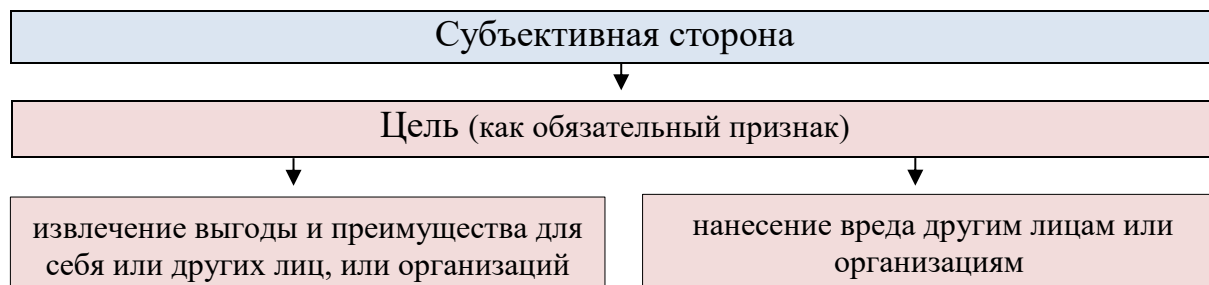 Субъективная сторона
Цель (как обязательный признак)
извлечение выгоды и преимущества для
себя или других лиц, или организаций
нанесение вреда другим лицам или
организациям